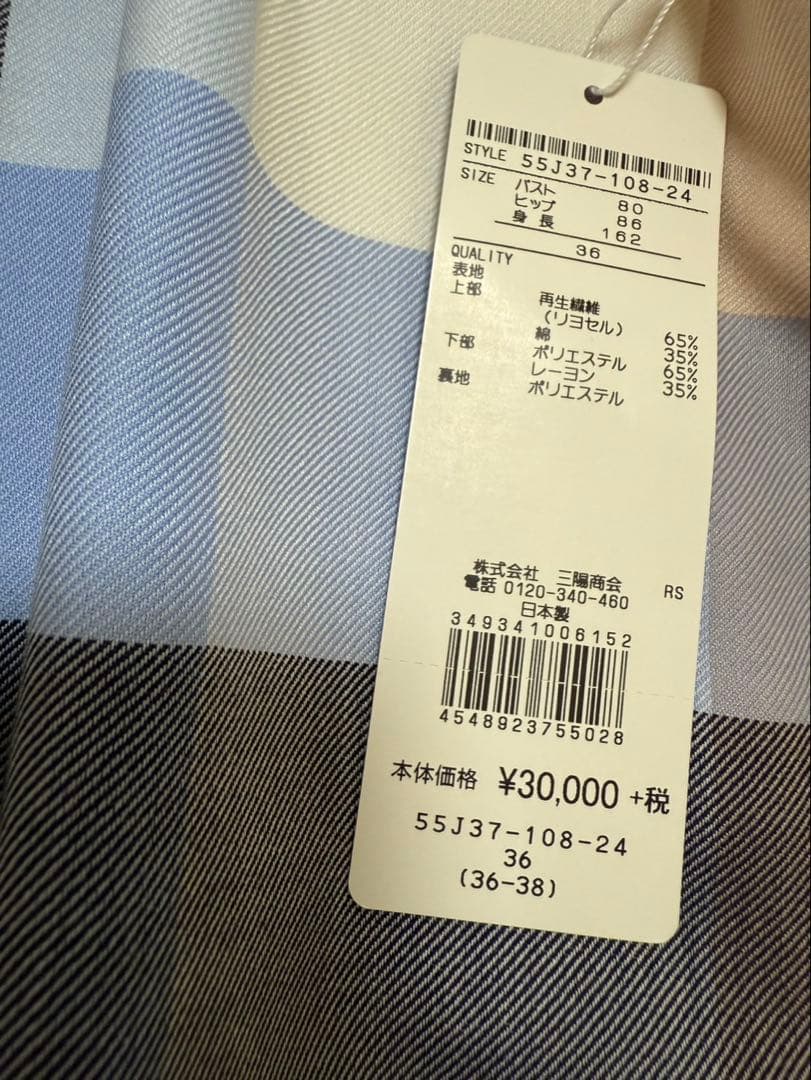 STYLE 55J37-108-24
SIZE バスト 80
ヒップ 86
身長 162
36
QUALITY
表地
上部 再生繊維
(リヨセル) 65%
綿 35%
下部 ポリエステル 65%
レーヨン 35%
裏地 ポリエステル
株式会社 三陽商会 RS
電話 0120-340-460
日本製
349341006152
4548923755028
本体価格 ¥30,000 +税
55J37-108-24
36
(36-38)